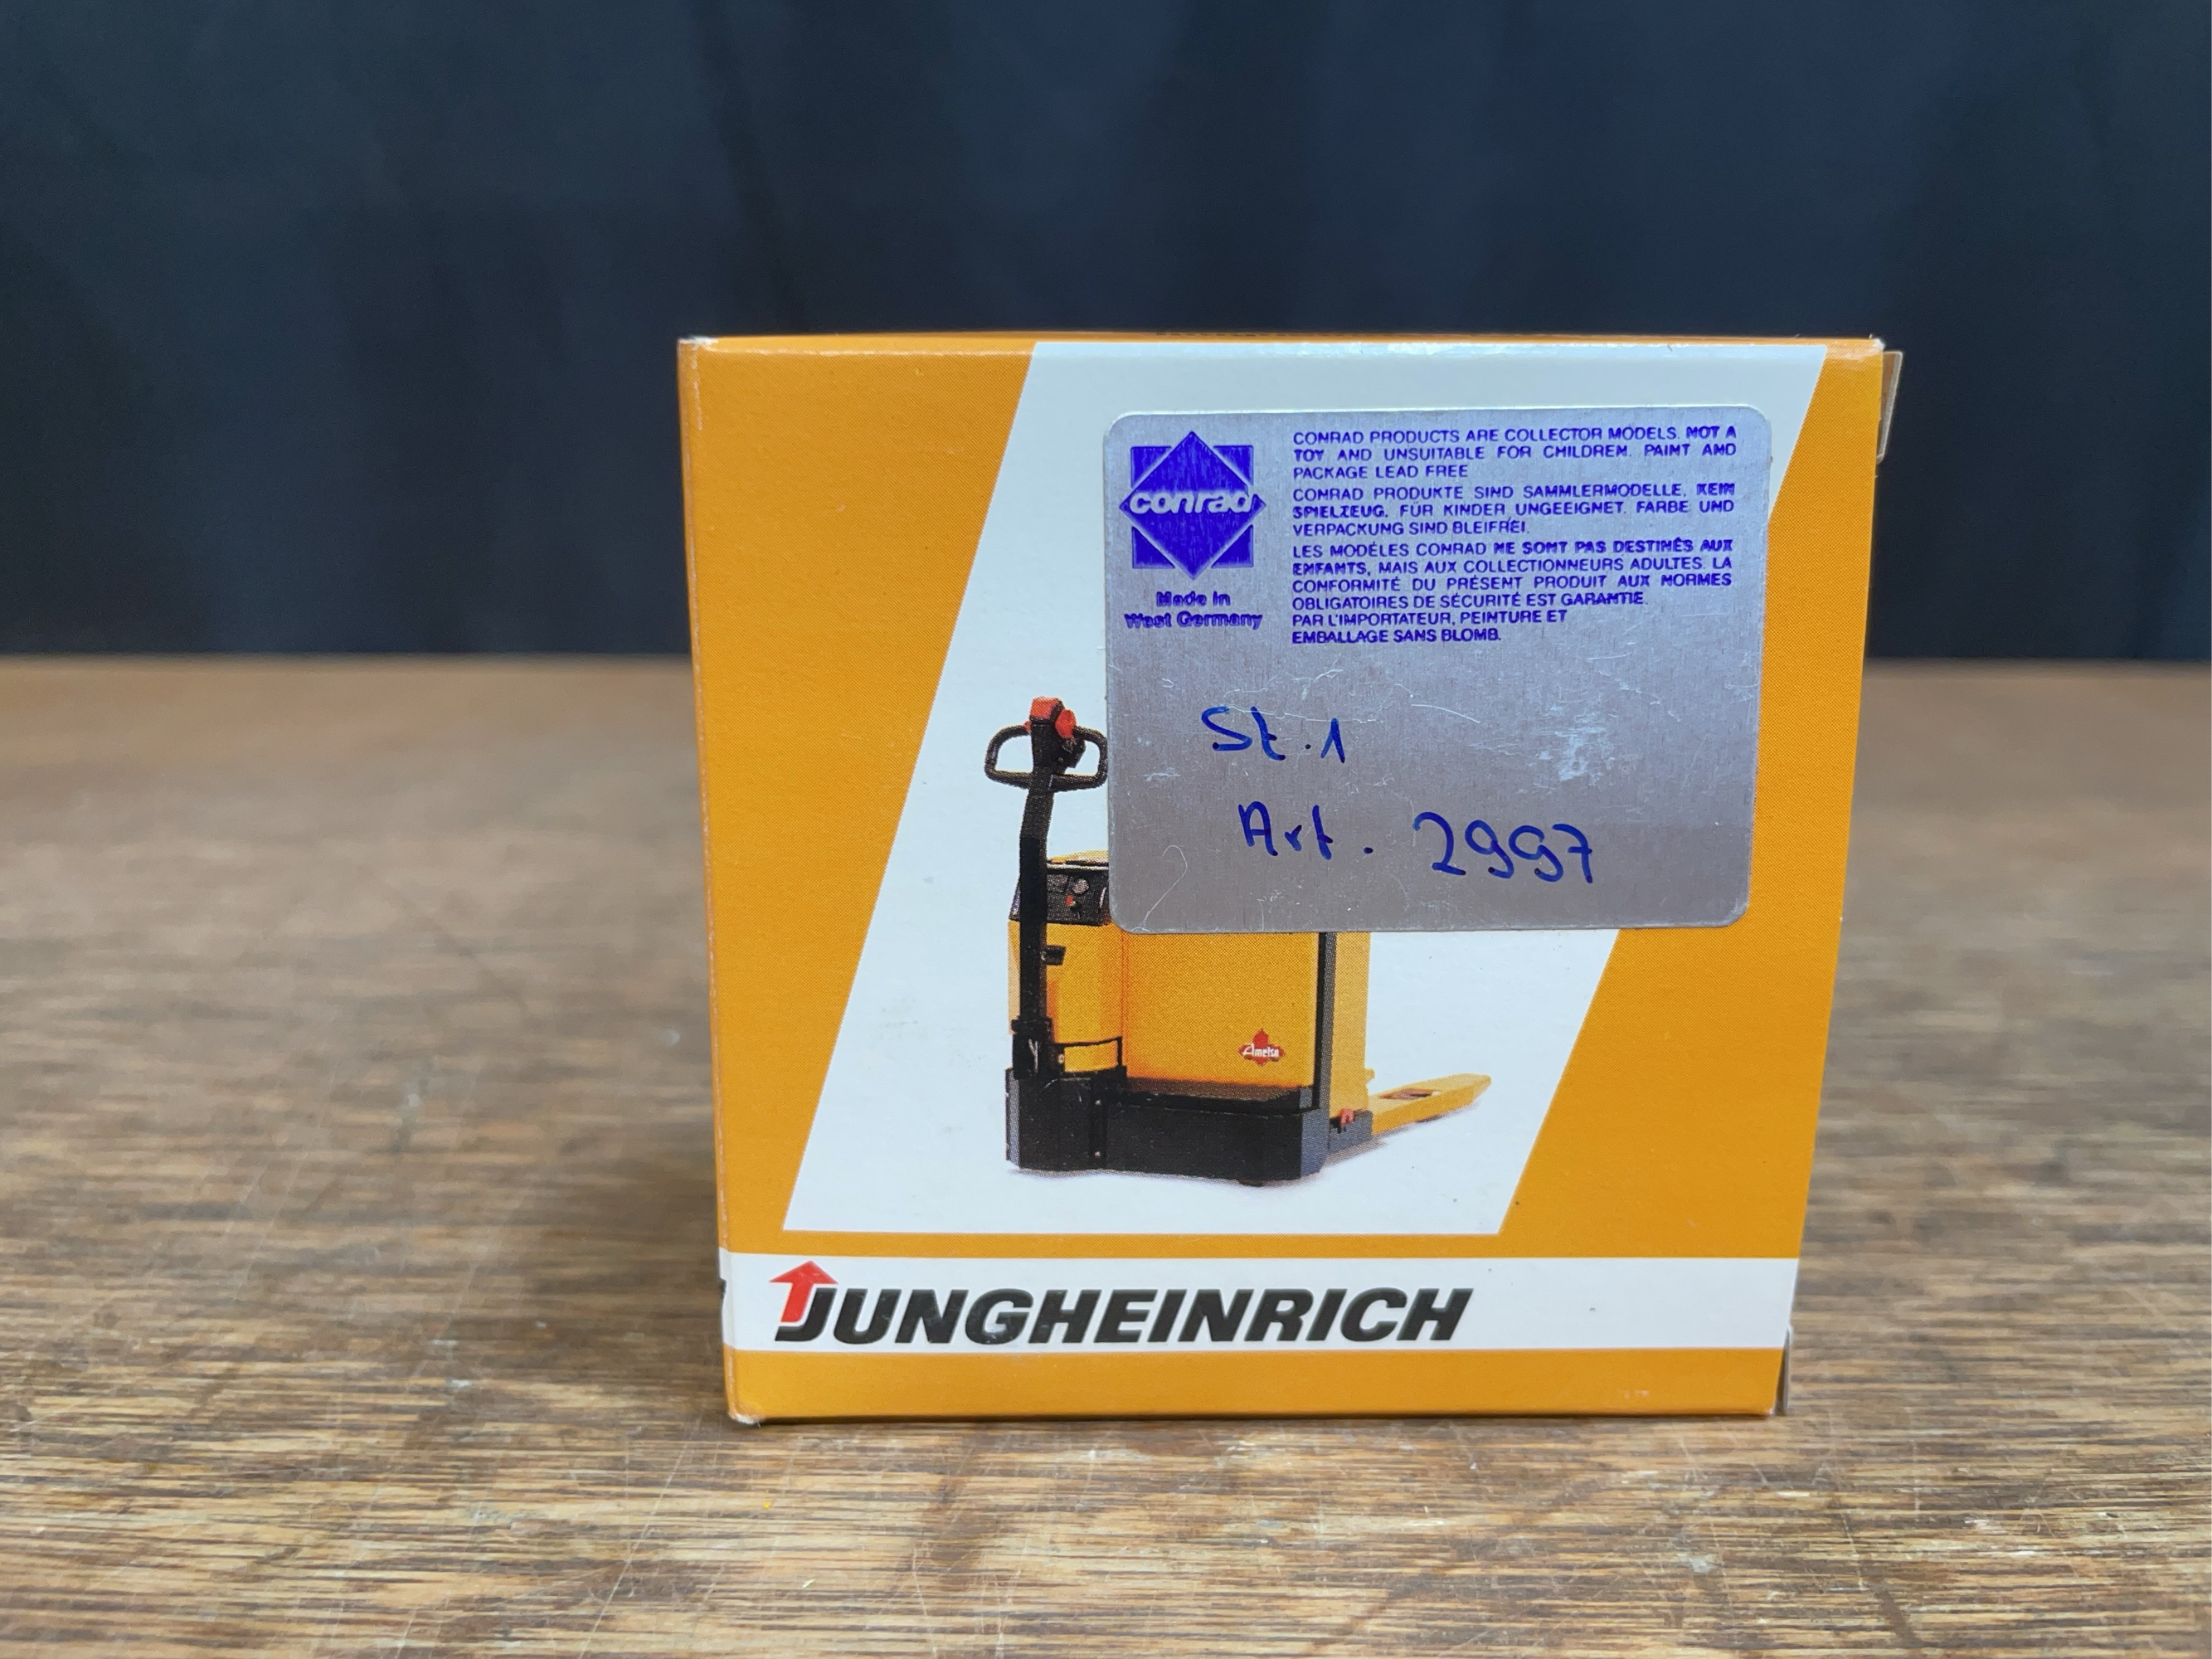 conrad
Made in
West Germany
CONRAD PRODUCTS ARE COLLECTOR MODELS. NOT A
TOY AND UNSUITABLE FOR CHILDREN. PAINT AND
PACKAGE LEAD FREE
CONRAD PRODUKTE SIND SAMMLERMODELLE, KEIN
SPIELZEUG. FÜR KINDER UNGEEIGNET. FARBE UND
VERPACKUNG SIND BLEIFREI.
LES MODÉLES CONRAD NE SONT PAS DESTINÉS AUX
ENFANTS, MAIS AUX COLLECTIONNEURS ADULTES. LA
CONFORMITÉ DU PRÉSENT PRODUIT AUX NORMES
OBLIGATOIRES DE SÉCURITÉ EST GARANTIE.
PAR L'IMPORTATEUR, PEINTURE ET
EMBALLAGE SANS BLOMB.
St. 1
Art. 2997
Ameise
JUNGHEINRICH